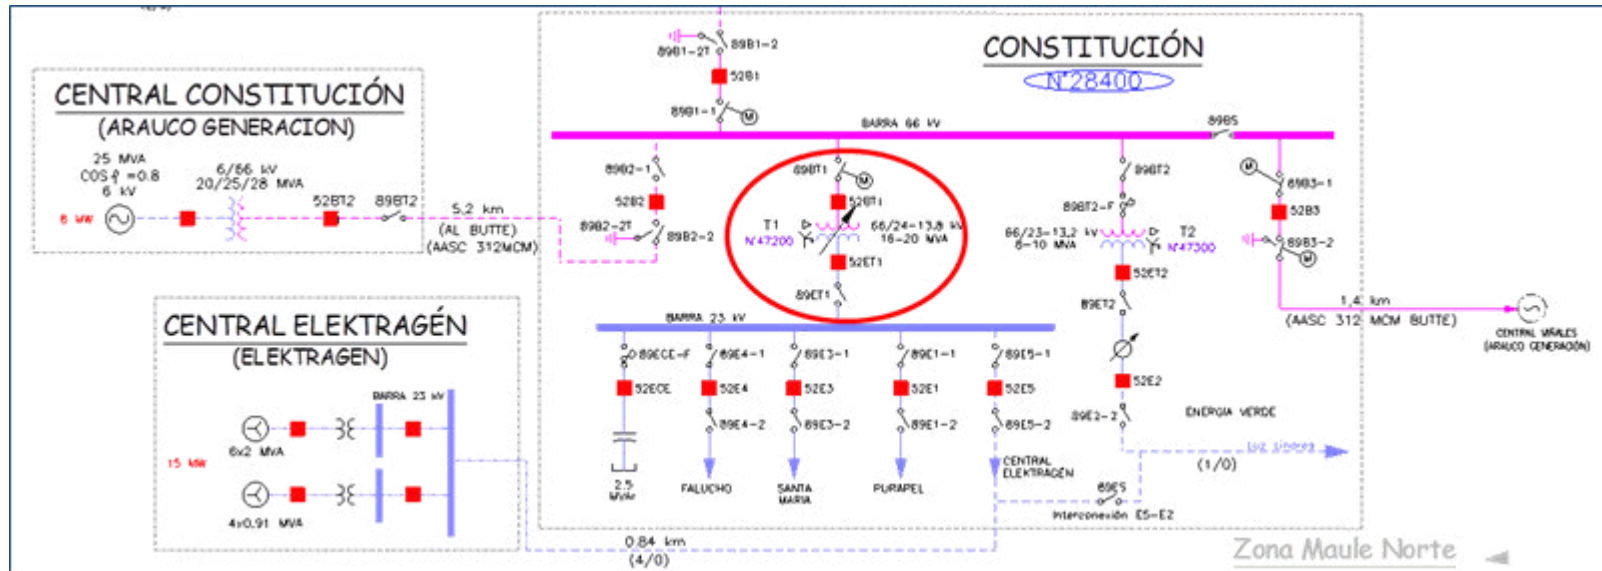 89B1-2T
89B1-2
52B1
89B1-1
M
CONSTITUCIÓN
N°28400
BARRA 66 kV
89BS
CENTRAL CONSTITUCIÓN
(ARAUCO GENERACION)
25 MVA
COS φ =0.8
6 kV
6/66 kV
20/25/28 MVA
52BT2
89BT2
8 MW
5,2 km
(AL BUTTE)
(AASC 312MCM)
89B2-1
52B2
89B2-2T
89B2-2
89BT1
M
52BT1
T1
N°47200
66/24-13,8 kV
16-20 MVA
52ET1
89ET1
89BT2
89BT2-F
66/23-13,2 kV
8-10 MVA
T2
N°47300
52ET2
89ET2
52E2
89E2-2
M
89B3-1
52B3
89B3-2
M
1,4 km
(AASC 312 MCM BUTTE)
CENTRAL VIÑALES
(ARAUCO GENERACIÓN)
ENERGIA VERDE
(1/0)
BARRA 23 kV
89ECE-F
52ECE
2.5
MVAr
89E4-1
52E4
89E4-2
FALUCHO
89E3-1
52E3
89E3-2
SANTA
MARIA
89E1-1
52E1
89E1-2
PURAPEL
89E5-1
52E5
89E5-2
CENTRAL
ELEKTRAGÉN
89ES
Interconexión E5-E2
CENTRAL ELEKTRAGÉN
(ELEKTRAGEN)
BARRA 23 kV
6x2 MVA
15 MW
4x0.91 MVA
0.84 km
(4/0)
Zona Maule Norte